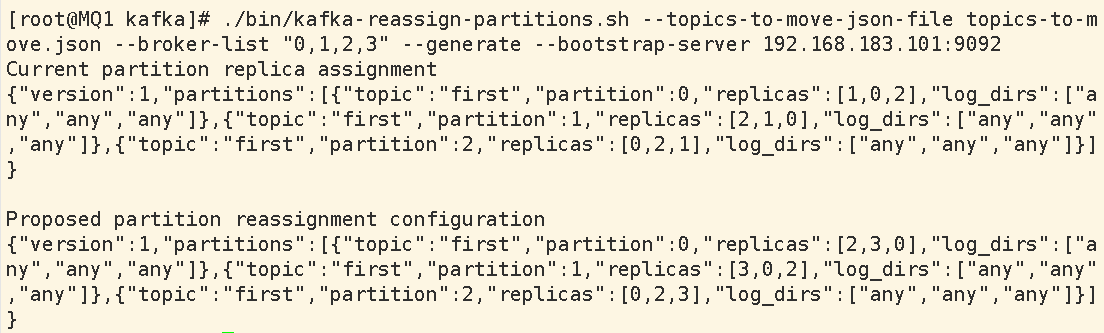 [root@MQ1 kafka]# ./bin/kafka-reassign-partitions.sh --topics-to-move-json-file topics-to-m
ove.json --broker-list "0,1,2,3" --generate --bootstrap-server 192.168.183.101:9092
Current partition replica assignment
{"version":1,"partitions":[{"topic":"first","partition":0,"replicas":[1,0,2],"log_dirs":["a
ny","any","any"]},{"topic":"first","partition":1,"replicas":[2,1,0],"log_dirs":["any","any"
,"any"]},{"topic":"first","partition":2,"replicas":[0,2,1],"log_dirs":["any","any","any"]}]
}

Proposed partition reassignment configuration
{"version":1,"partitions":[{"topic":"first","partition":0,"replicas":[2,3,0],"log_dirs":["a
ny","any","any"]},{"topic":"first","partition":1,"replicas":[3,0,2],"log_dirs":["any","any"
,"any"]},{"topic":"first","partition":2,"replicas":[0,2,3],"log_dirs":["any","any","any"]}]
}